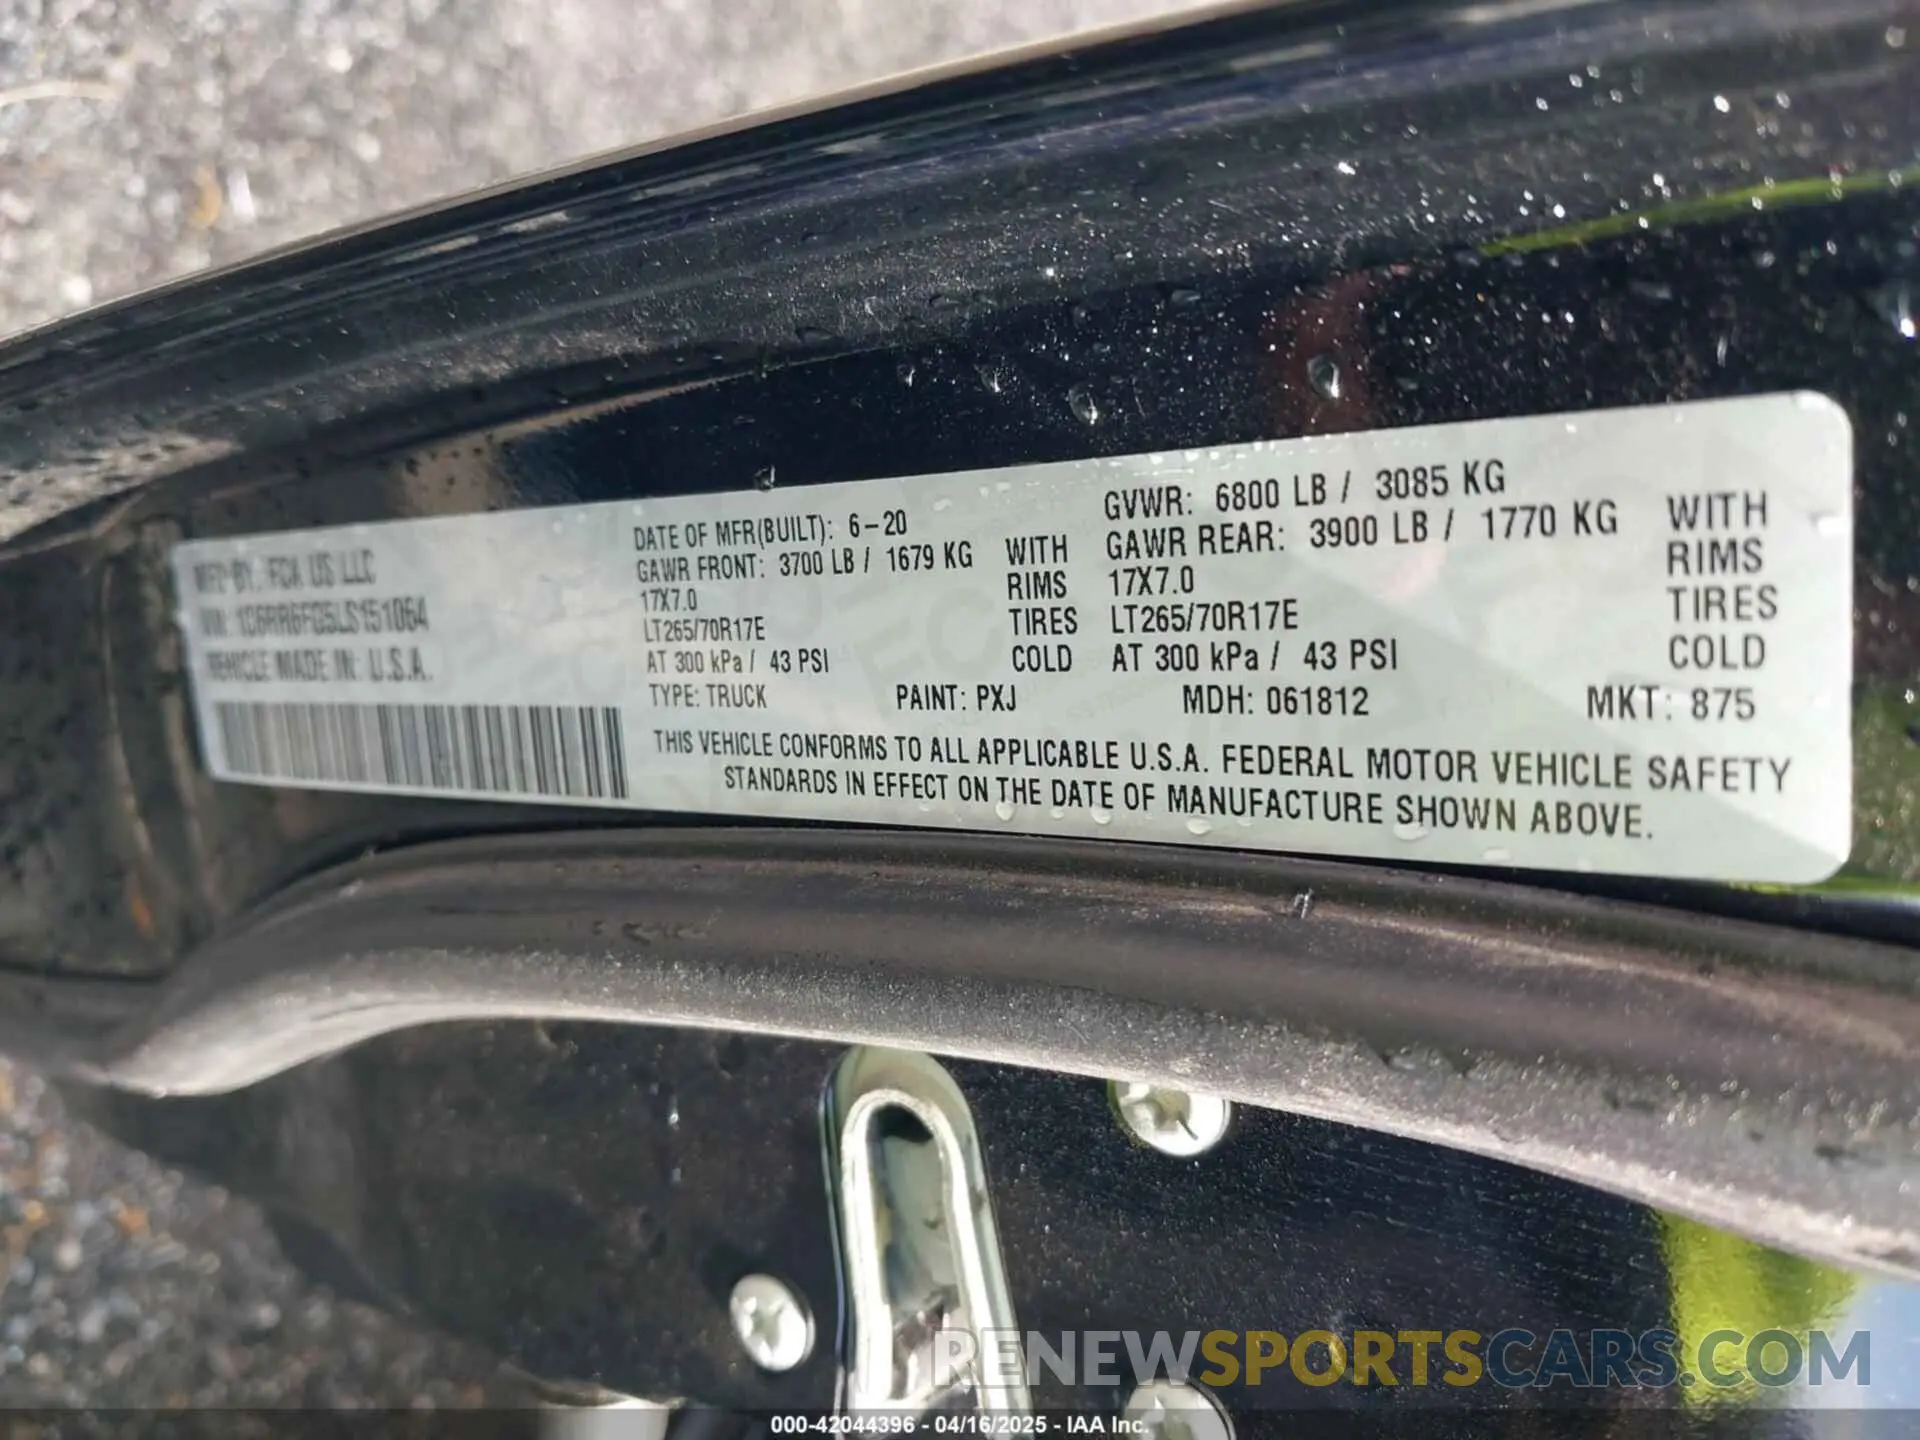 MFD BY: FCA US LLC
VIN: 1C6RR6FG5LS151064
VEHICLE MADE IN: U.S.A.
DATE OF MFR(BUILT): 6-20
GAWR FRONT: 3700 LB / 1679 KG WITH
17X7.0 RIMS
LT265/70R17E TIRES
AT 300 kPa / 43 PSI COLD
GVWR: 6800 LB / 3085 KG
GAWR REAR: 3900 LB / 1770 KG WITH
17X7.0 RIMS
LT265/70R17E TIRES
AT 300 kPa / 43 PSI COLD
TYPE: TRUCK PAINT: PXJ MDH: 061812 MKT: 875
THIS VEHICLE CONFORMS TO ALL APPLICABLE U.S.A. FEDERAL MOTOR VEHICLE SAFETY
STANDARDS IN EFFECT ON THE DATE OF MANUFACTURE SHOWN ABOVE.
RENEWSPORTSCARS.COM
000-42044396 - 04/16/2025 - IAA Inc.